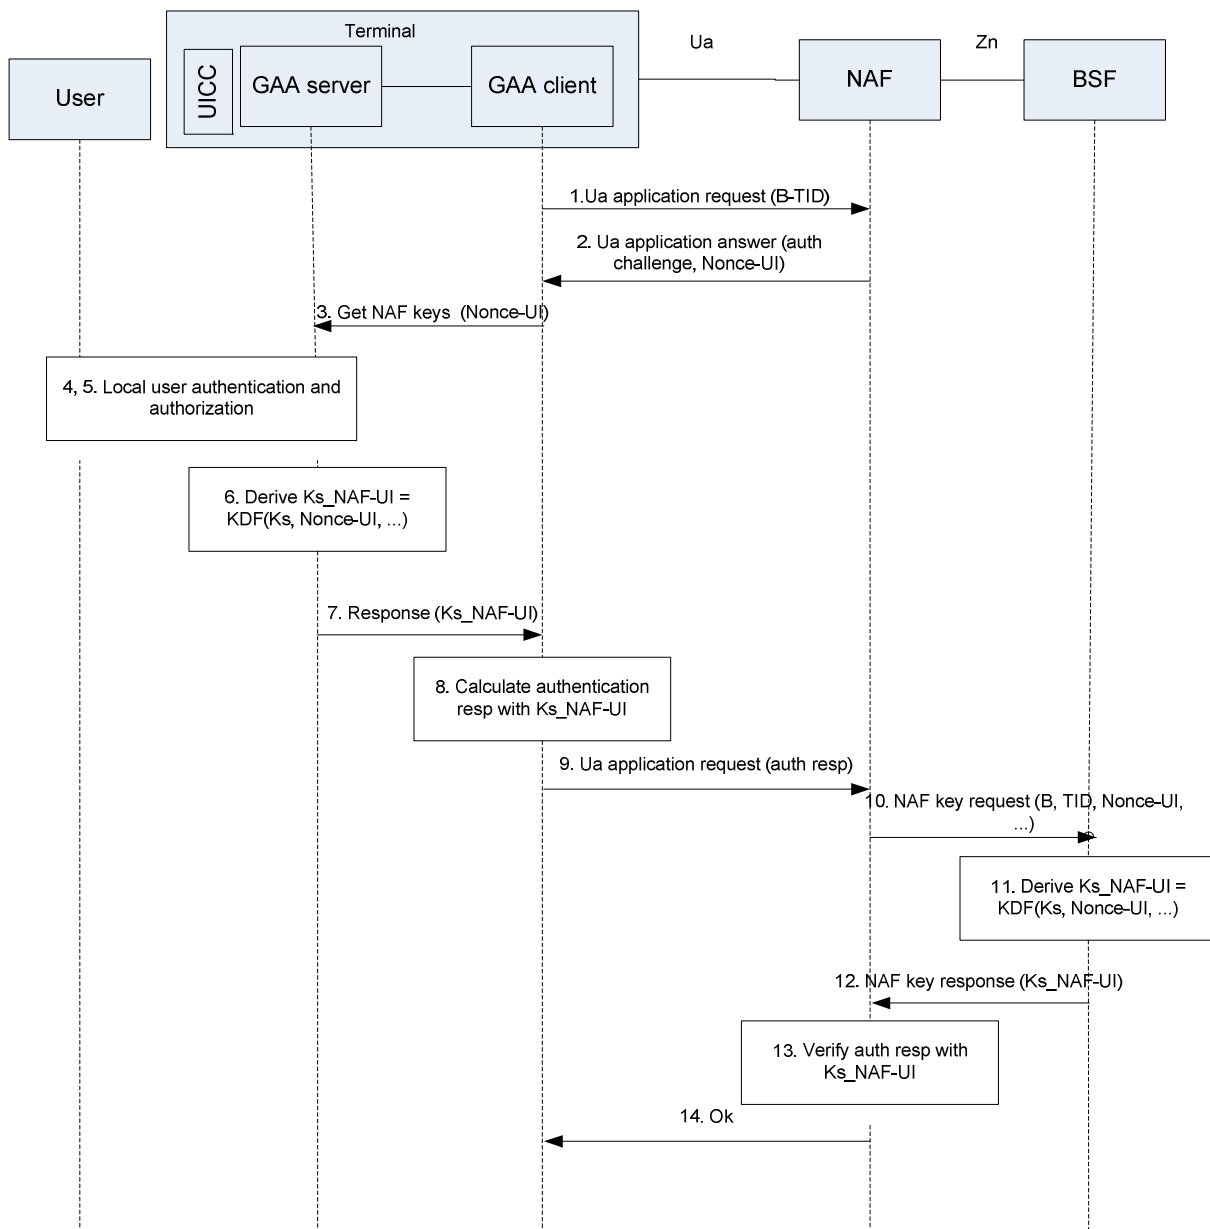 Terminal
Ua
Zn
User
UICC
GAA server
GAA client
NAF
BSF
1.Ua application request (B-TID)
2. Ua application answer (auth
challenge, Nonce-UI)
3. Get NAF keys (Nonce-UI)
4, 5. Local user authentication and
authorization
6. Derive Ks_NAF-UI =
KDF(Ks, Nonce-UI, ...)
7. Response (Ks_NAF-UI)
8. Calculate authentication
resp with Ks_NAF-UI
9. Ua application request (auth resp)
10. NAF key request (B, TID, Nonce-UI,
...)
11. Derive Ks_NAF-UI =
KDF(Ks, Nonce-UI, ...)
12. NAF key response (Ks_NAF-UI)
13. Verify auth resp with
Ks_NAF-UI
14. Ok